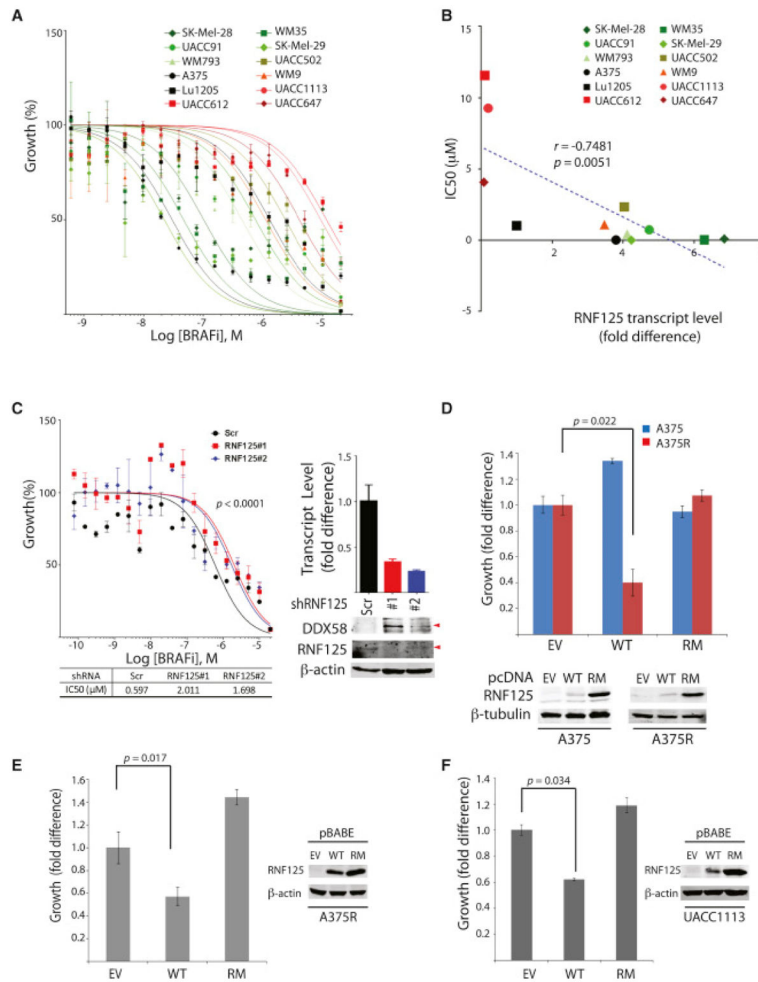 A
SK-Mel-28
UACC91
WM793
A375
Lu1205
UACC612
WM35
SK-Mel-29
UACC502
WM9
UACC1113
UACC647
Growth (%)
150
100
50
-9
-8
-7
-6
-5
Log [BRAFi], M
B
SK-Mel-28
UACC91
WM793
A375
Lu1205
UACC612
WM35
SK-Mel-29
UACC502
WM9
UACC1113
UACC647
IC50 (μM)
15
10
5
0
-5
r = -0.7481
p = 0.0051
2
4
6
RNF125 transcript level
(fold difference)
C
Scr
RNF125#1
RNF125#2
p < 0.0001
Growth(%)
150
100
50
-10
-9
-8
-7
-6
-5
Log [BRAFi], M
shRNA Scr RNF125#1 RNF125#2
IC50 (μM) 0.597 2.011 1.698
Transcript Level
(fold difference)
1.5
1.0
0.5
shRNF125
Scr
#1
#2
DDX58
RNF125
β-actin
D
p = 0.022
A375
A375R
Growth (fold difference)
1.4
1.2
1
0.8
0.6
0.4
0.2
EV WT RM
pcDNA
EV WT RM
EV WT RM
RNF125
β-tubulin
A375
A375R
E
p = 0.017
Growth (fold difference)
1.6
1.4
1.2
1.0
0.8
0.6
0.4
0.2
EV WT RM
pBABE
EV WT RM
RNF125
β-actin
A375R
F
p = 0.034
Growth (fold difference)
1.4
1.2
1.0
0.8
0.6
0.4
0.2
EV WT RM
pBABE
EV WT RM
RNF125
β-actin
UACC1113